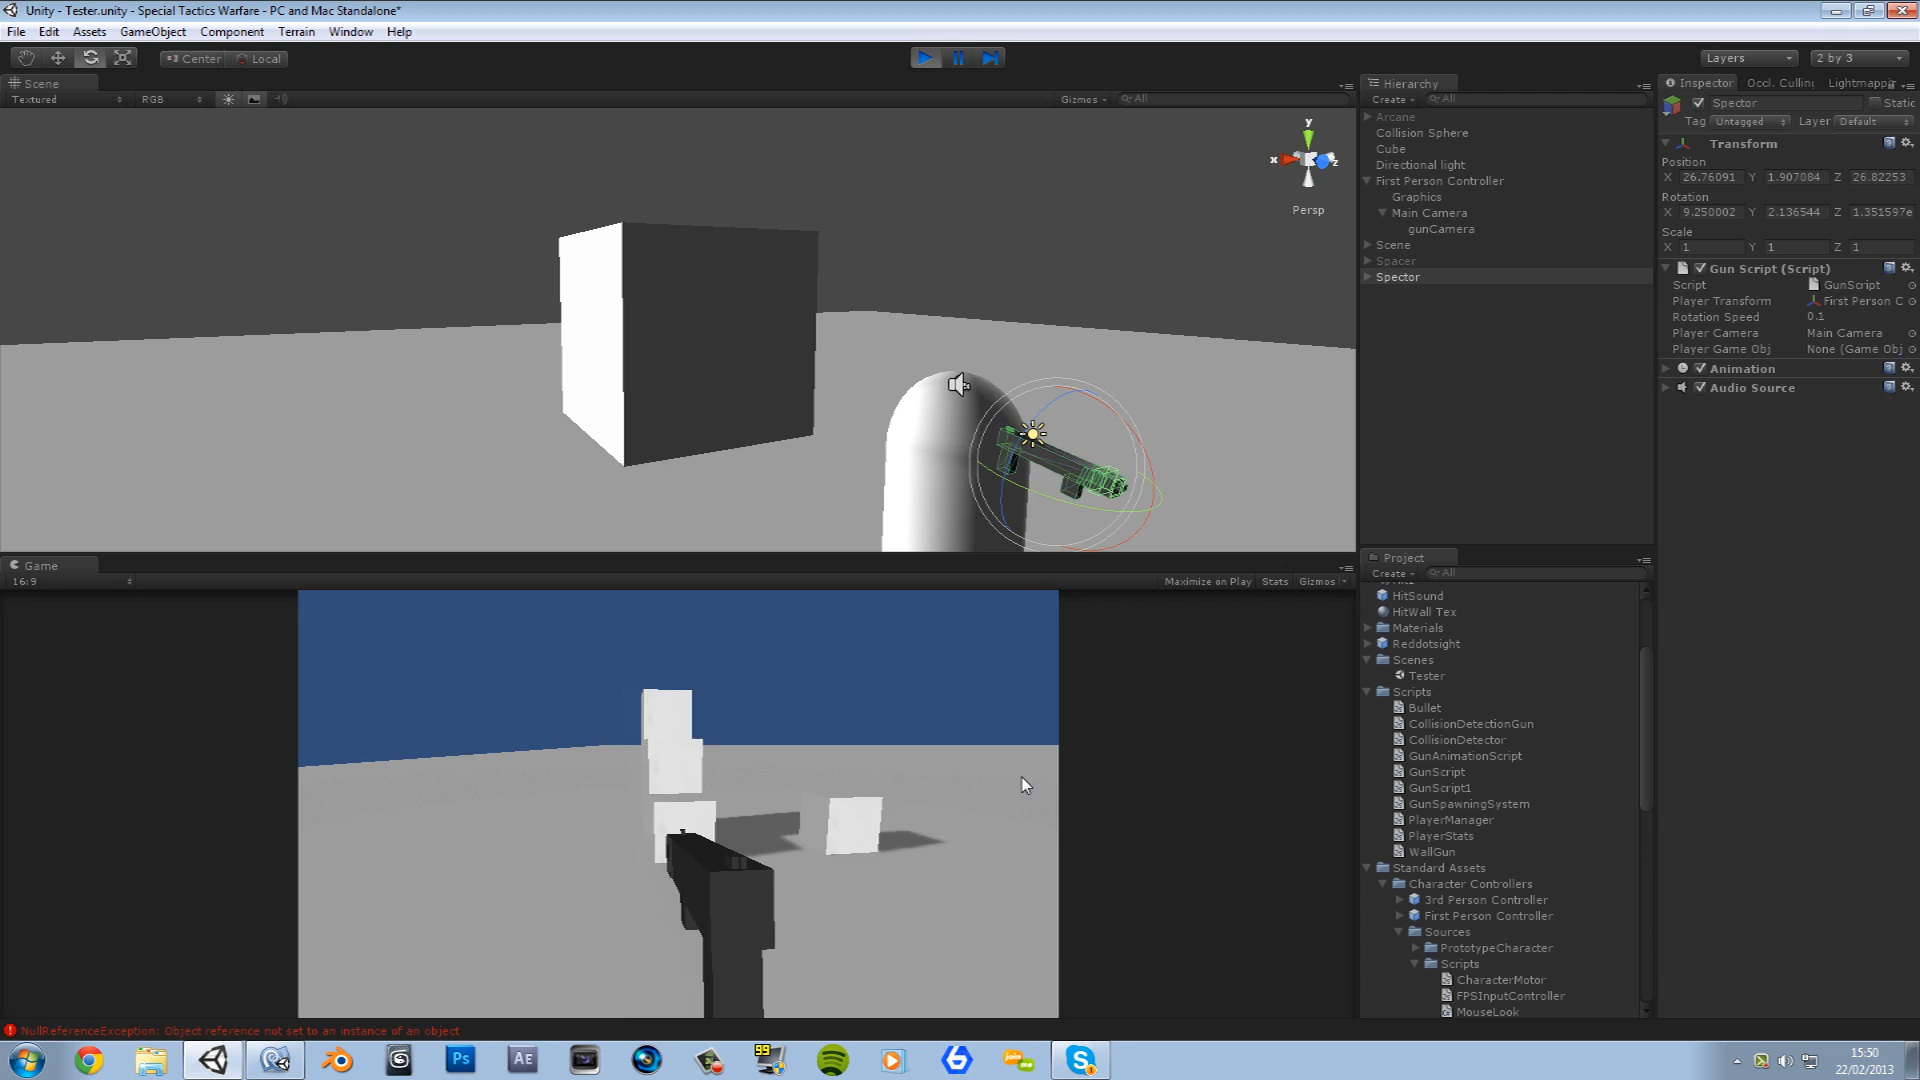 Unity - Tester.unity - Special Tactics Warfare - PC and Mac Standalone*
File Edit Assets GameObject Component Terrain Window Help
Center Local
Layers
2 by 3
Scene
Textured
RGB
Gizmos
All
y
x
z
Persp
Game
16:9
Maximize on Play Stats Gizmos
Hierarchy
Create
All
Arcane
Collision Sphere
Cube
Directional light
First Person Controller
Graphics
Main Camera
gunCamera
Scene
Spacer
Spector
Project
Create
All
HitSound
HitWall Tex
Materials
Reddotsight
Scenes
Tester
Scripts
Bullet
CollisionDetectionGun
CollisionDetector
GunAnimationScript
GunScript
GunScript1
GunSpawningSystem
PlayerManager
PlayerStats
WallGun
Standard Assets
Character Controllers
3rd Person Controller
First Person Controller
Sources
PrototypeCharacter
Scripts
CharacterMotor
FPSInputController
MouseLook
Inspector Occl. Culling Lightmapping
Spector
Static
Tag Untagged Layer Default
Transform
Position
X 26.76091 Y 1.907084 Z 26.82253
Rotation
X 9.250002 Y 2.136544 Z 1.351597e
Scale
X 1 Y 1 Z 1
Gun Script (Script)
Script GunScript
Player Transform First Person C
Rotation Speed 0.1
Player Camera Main Camera
Player Game Obj None (Game Obj
Animation
Audio Source
NullReferenceException: Object reference not set to an instance of an object
Ps
AE
99
join me
15:50
22/02/2013